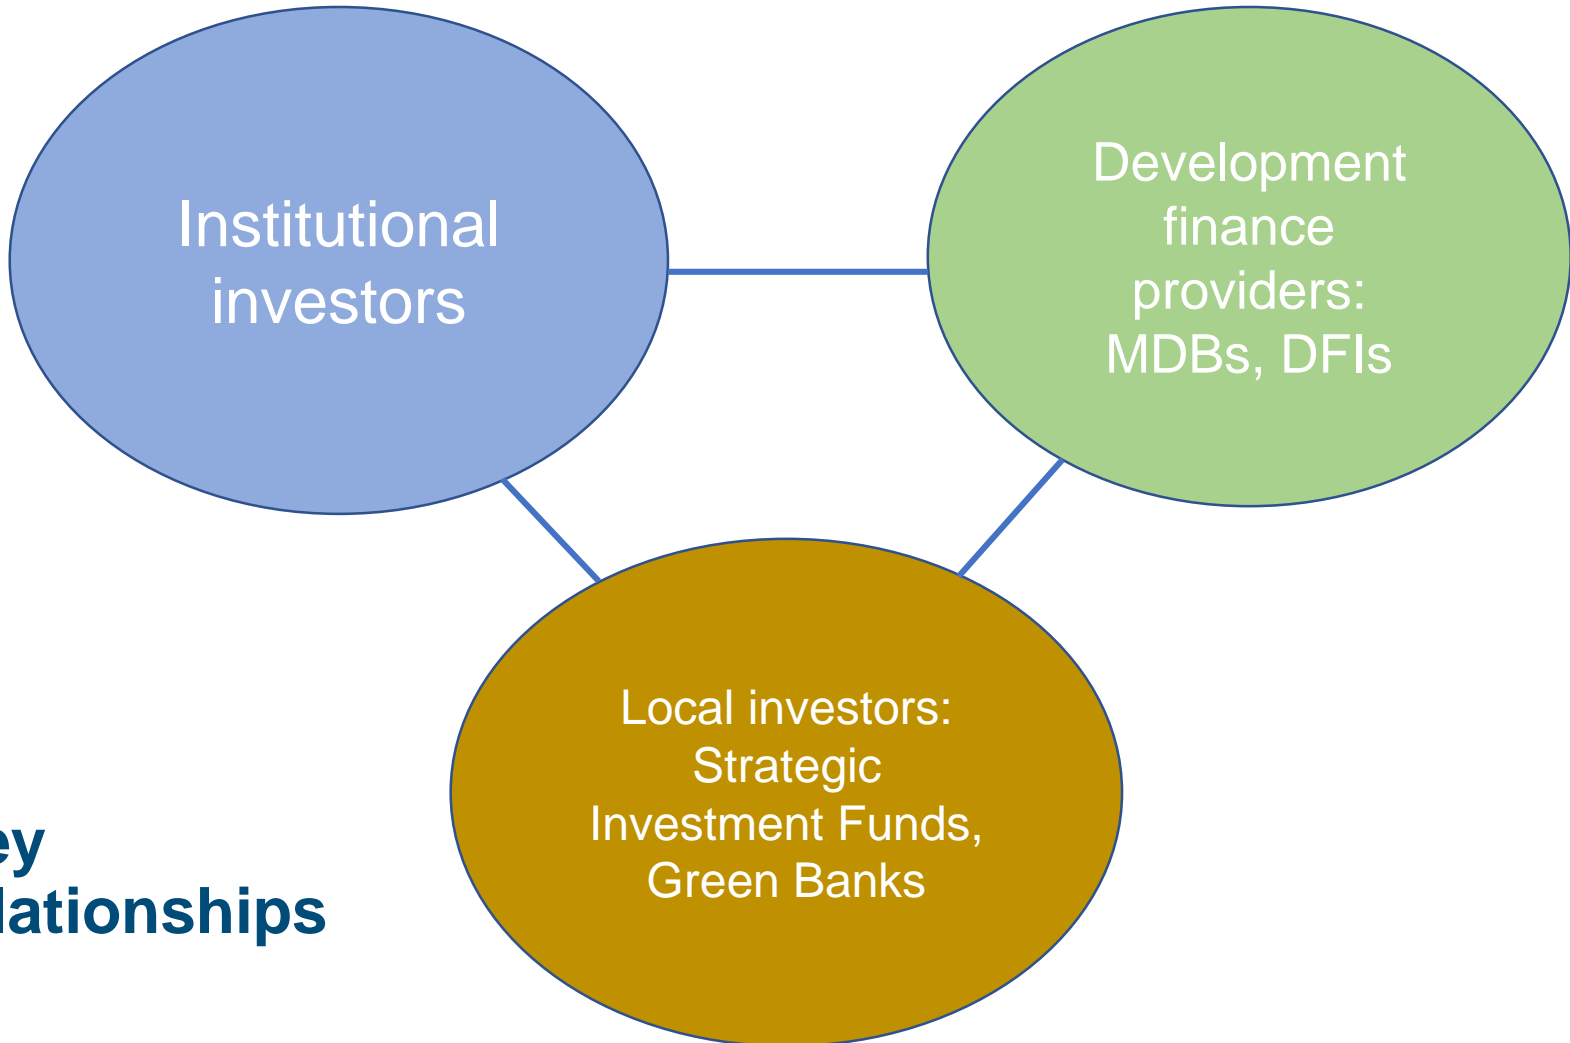 Institutional
investors
Development
finance
providers:
MDBs, DFIs
Local investors:
Strategic
Investment Funds,
Green Banks
ey
lationships